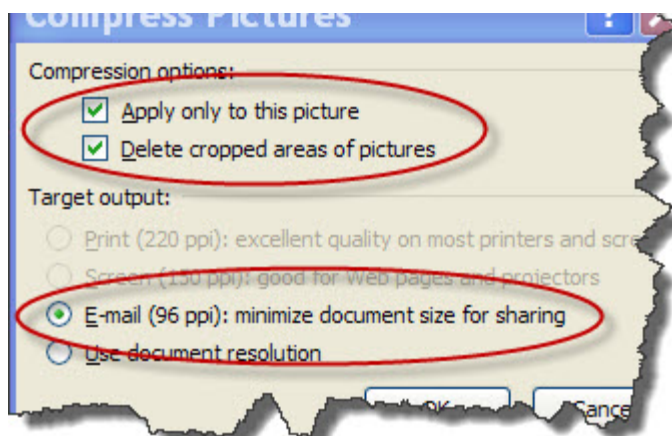 Compress Pictures
?
Compression options:
Apply only to this picture
Delete cropped areas of pictures
Target output:
Print (220 ppi): excellent quality on most printers and scre
Screen (150 ppi): good for Web pages and projectors
E-mail (96 ppi): minimize document size for sharing
Use document resolution
OK Cance